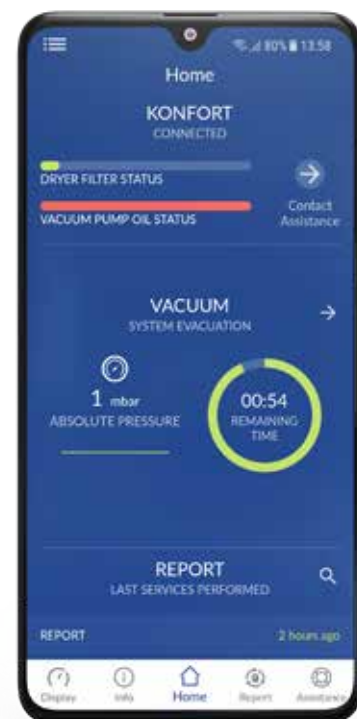 80% 13:58
Home
KONFORT
CONNECTED
DRYER FILTER STATUS
VACUUM PUMP OIL STATUS
Contact
Assistance
VACUUM
SYSTEM EVACUATION
1 mbar
ABSOLUTE PRESSURE
00:54
REMAINING
TIME
REPORT
LAST SERVICES PERFORMED
REPORT 2 hours ago
Display Info Home Report Assistance